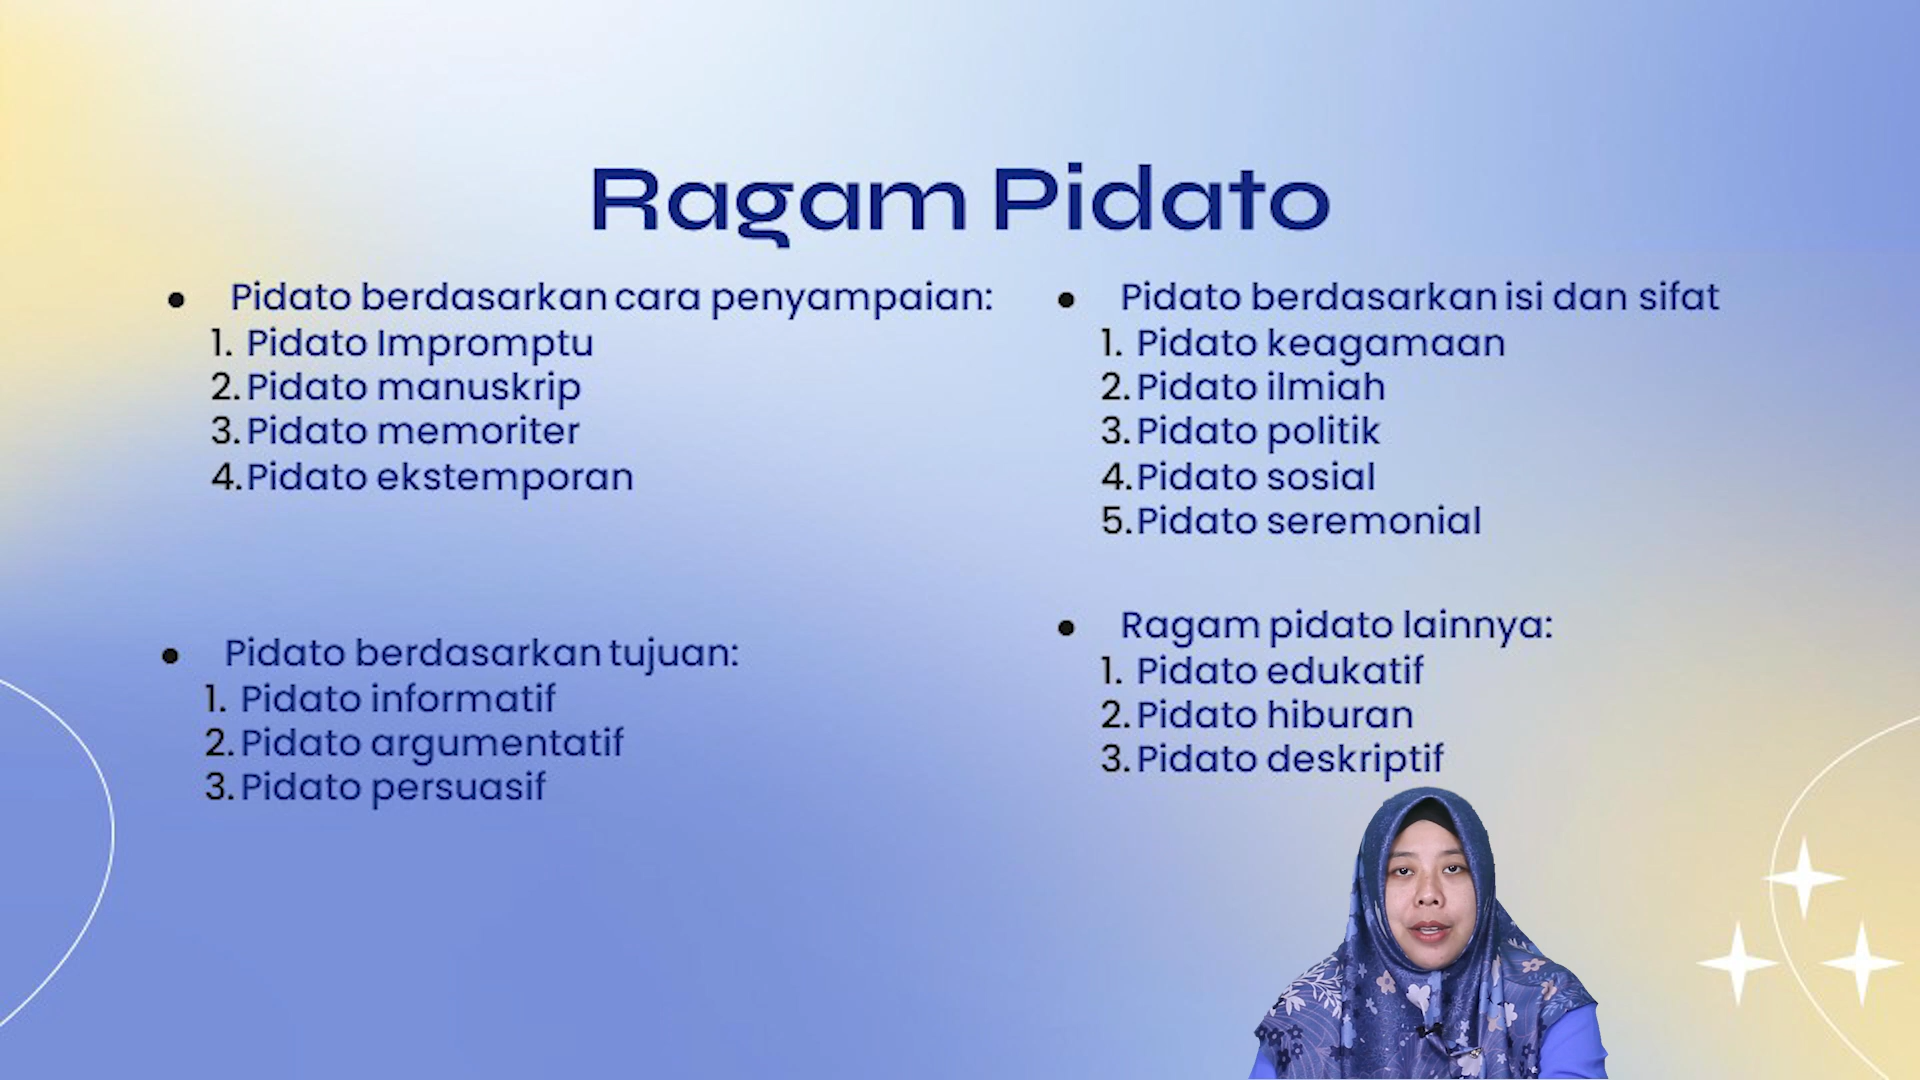 Ragam Pidato
Pidato berdasarkan cara penyampaian:
1. Pidato Impromptu
2. Pidato manuskrip
3. Pidato memoriter
4. Pidato ekstemporan
Pidato berdasarkan tujuan:
1. Pidato informatif
2. Pidato argumentatif
3. Pidato persuasif
Pidato berdasarkan isi dan sifat
1. Pidato keagamaan
2. Pidato ilmiah
3. Pidato politik
4. Pidato sosial
5. Pidato seremonial
Ragam pidato lainnya:
1. Pidato edukatif
2. Pidato hiburan
3. Pidato deskriptif